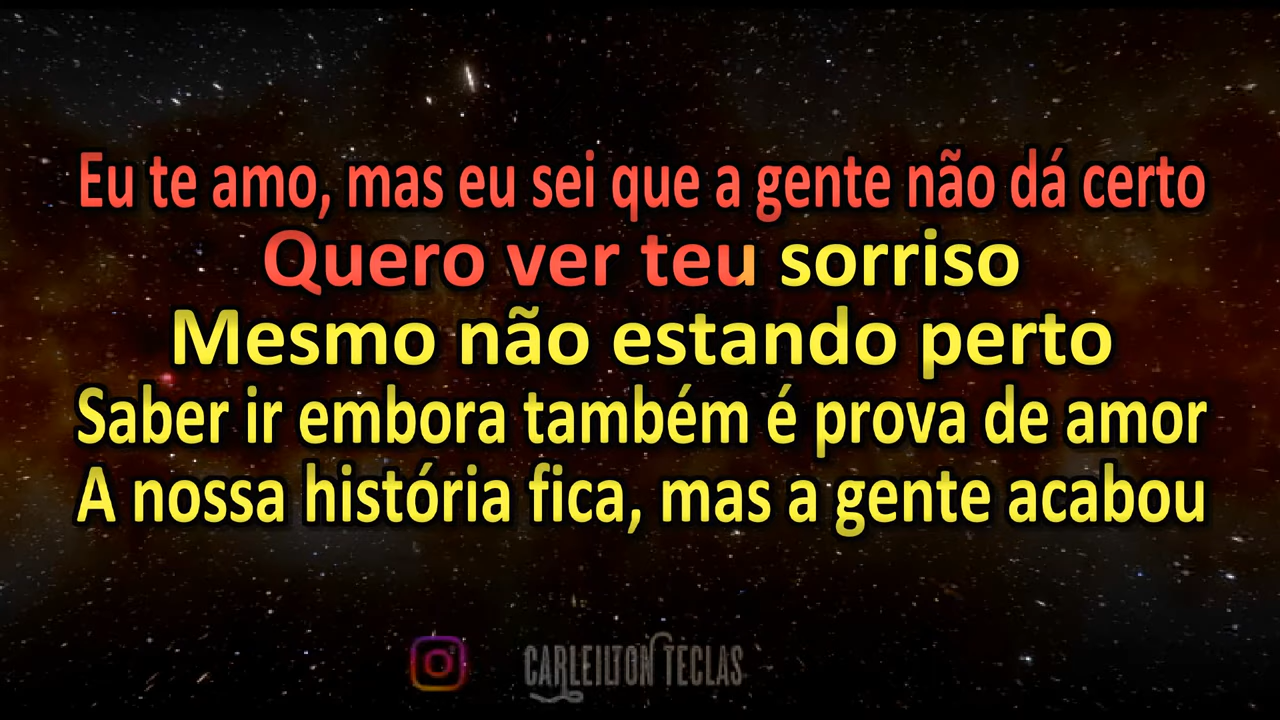 Eu te amo, mas eu sei que a gente não dá certo
Quero ver teu sorriso
Mesmo não estando perto
Saber ir embora também é prova de amor
A nossa história fica, mas a gente acabou
CARLEILTON TECLAS